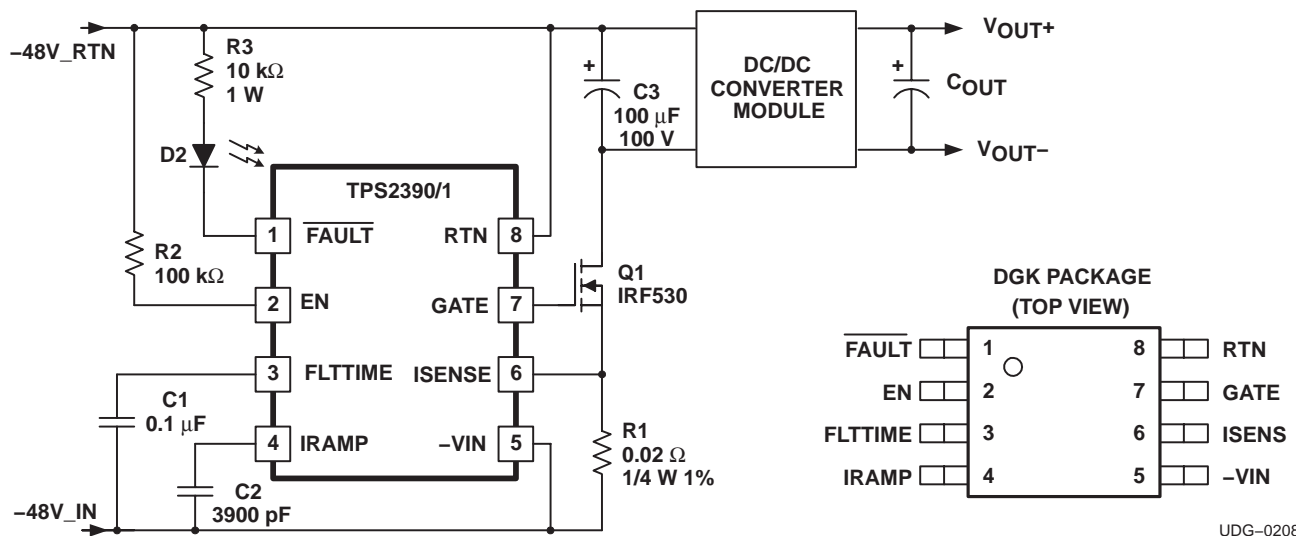 −48V_RTN
R3
10 kΩ
1 W
D2
R2
100 kΩ
C1
0.1 μF
C2
3900 pF
−48V_IN
TPS2390/1
1
FAULT
RTN
8
2
EN
GATE
7
3
FLTTIME
ISENSE
6
4
IRAMP
−VIN
5
+
C3
100 μF
100 V
Q1
IRF530
R1
0.02 Ω
1/4 W 1%
DC/DC
CONVERTER
MODULE
+
COUT
VOUT+
VOUT−
DGK PACKAGE
(TOP VIEW)
FAULT
1
8
RTN
EN
2
7
GATE
FLTTIME
3
6
ISENS
IRAMP
4
5
−VIN
UDG−0208